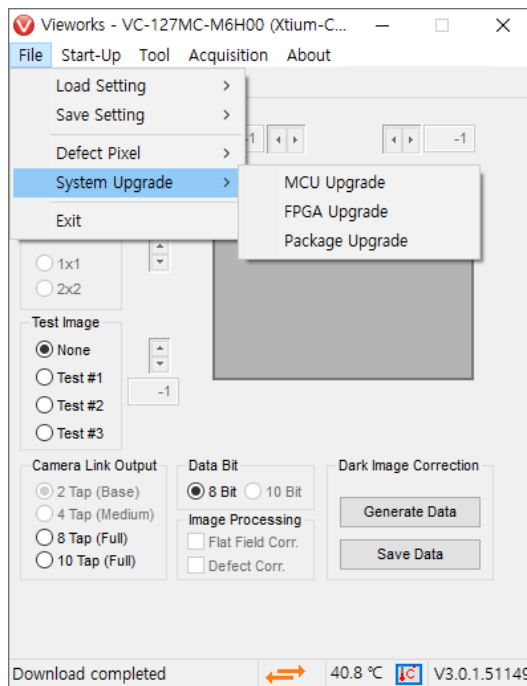 Vieworks - VC-127MC-M6H00 (Xtium-C...
File Start-Up Tool Acquisition About
Load Setting
Save Setting
Defect Pixel
System Upgrade
Exit
MCU Upgrade
FPGA Upgrade
Package Upgrade
-1
-1
1x1
2x2
Test Image
None
Test #1
Test #2
Test #3
-1
Camera Link Output
2 Tap (Base)
4 Tap (Medium)
8 Tap (Full)
10 Tap (Full)
Data Bit
8 Bit 10 Bit
Image Processing
Flat Field Corr.
Defect Corr.
Dark Image Correction
Generate Data
Save Data
Download completed 40.8 ℃ V3.0.1.51149